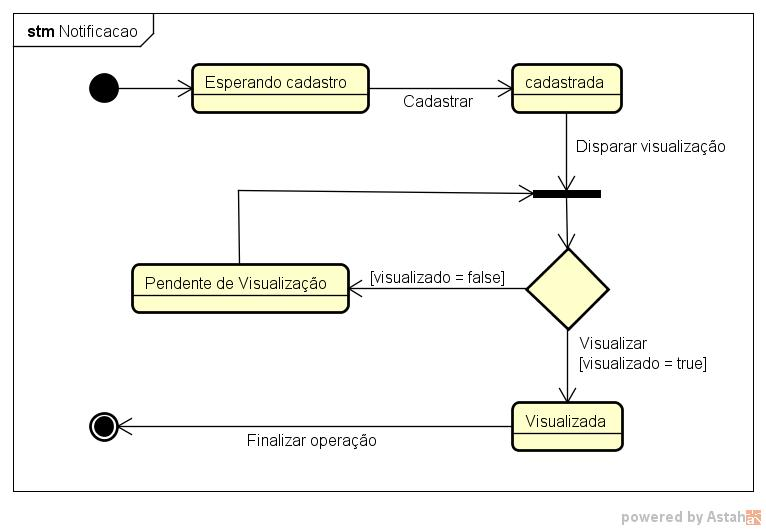 stm Notificacao
Esperando cadastro
cadastrada
Cadastrar
Disparar visualização
Pendente de Visualização
[visualizado = false]
Visualizar
[visualizado = true]
Visualizada
Finalizar operação
powered by Astah